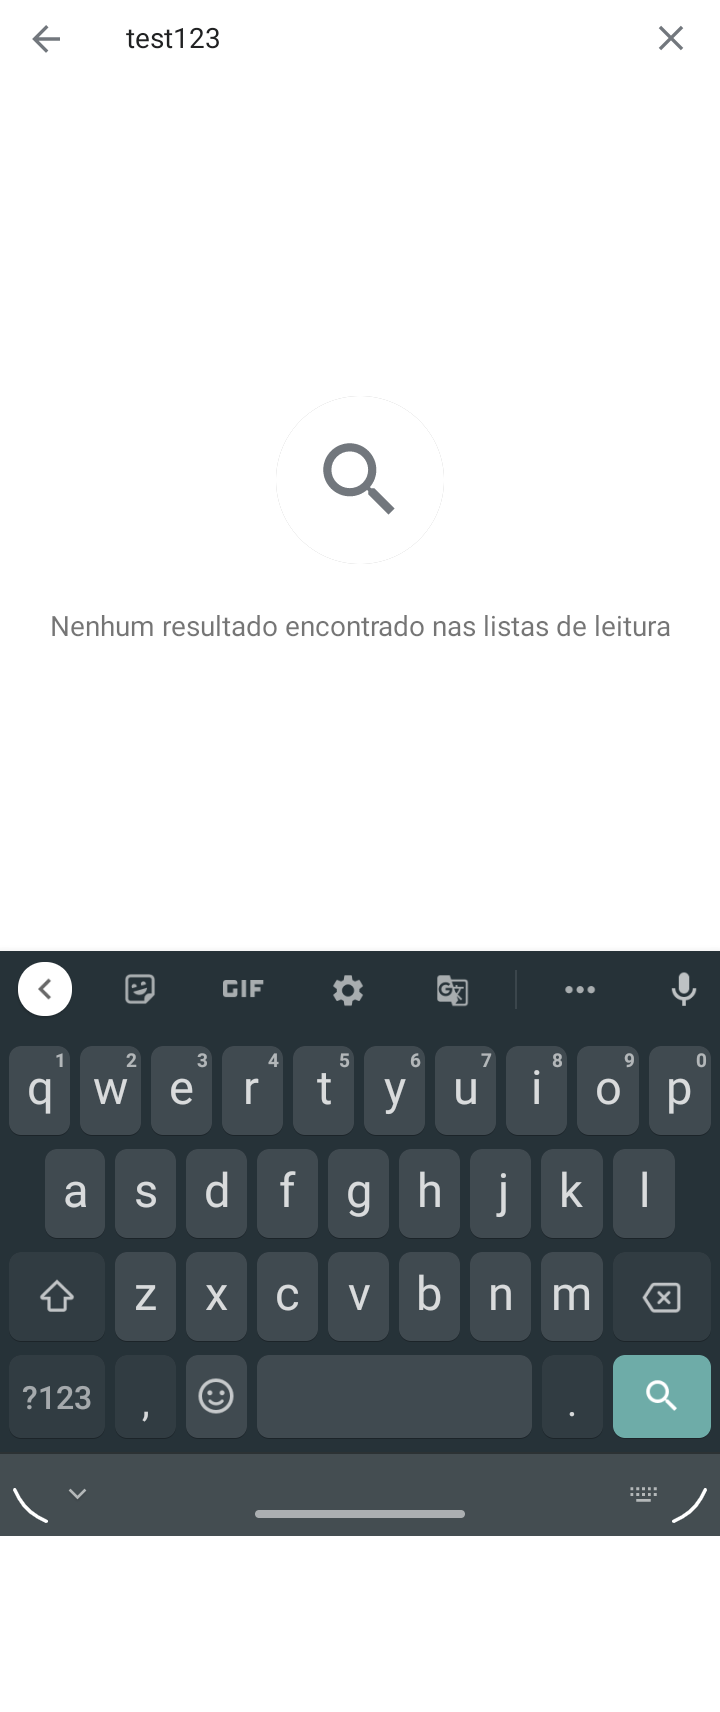 test123
Nenhum resultado encontrado nas listas de leitura
GIF
G
1 2 3 4 5 6 7 8 9 0
q w e r t y u i o p
a s d f g h j k l
z x c v b n m
?123 , .